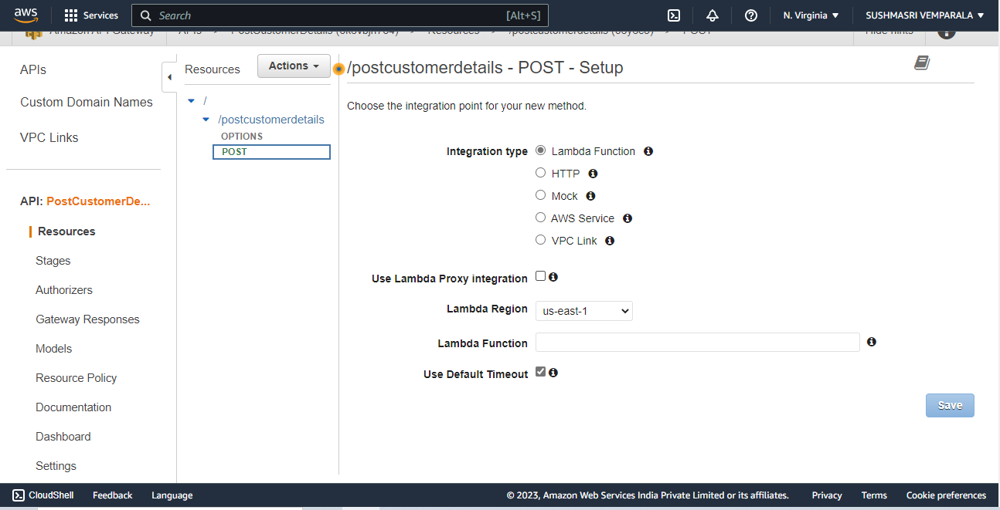 aws
Services
Search
[Alt+S]
N. Virginia
SUSHMASRI VEMPARALA
Amazon API Gateway
APIs
Resources
POST
Hide hints
APIs
Custom Domain Names
VPC Links
API: PostCustomerDe...
Resources
Stages
Authorizers
Gateway Responses
Models
Resource Policy
Documentation
Dashboard
Settings
Resources
Actions
/
/postcustomerdetails
OPTIONS
POST
/postcustomerdetails - POST - Setup
Choose the integration point for your new method.
Integration type
Lambda Function
HTTP
Mock
AWS Service
VPC Link
Use Lambda Proxy integration
Lambda Region
us-east-1
Lambda Function
Use Default Timeout
Save
CloudShell
Feedback
Language
© 2023, Amazon Web Services India Private Limited or its affiliates.
Privacy
Terms
Cookie preferences